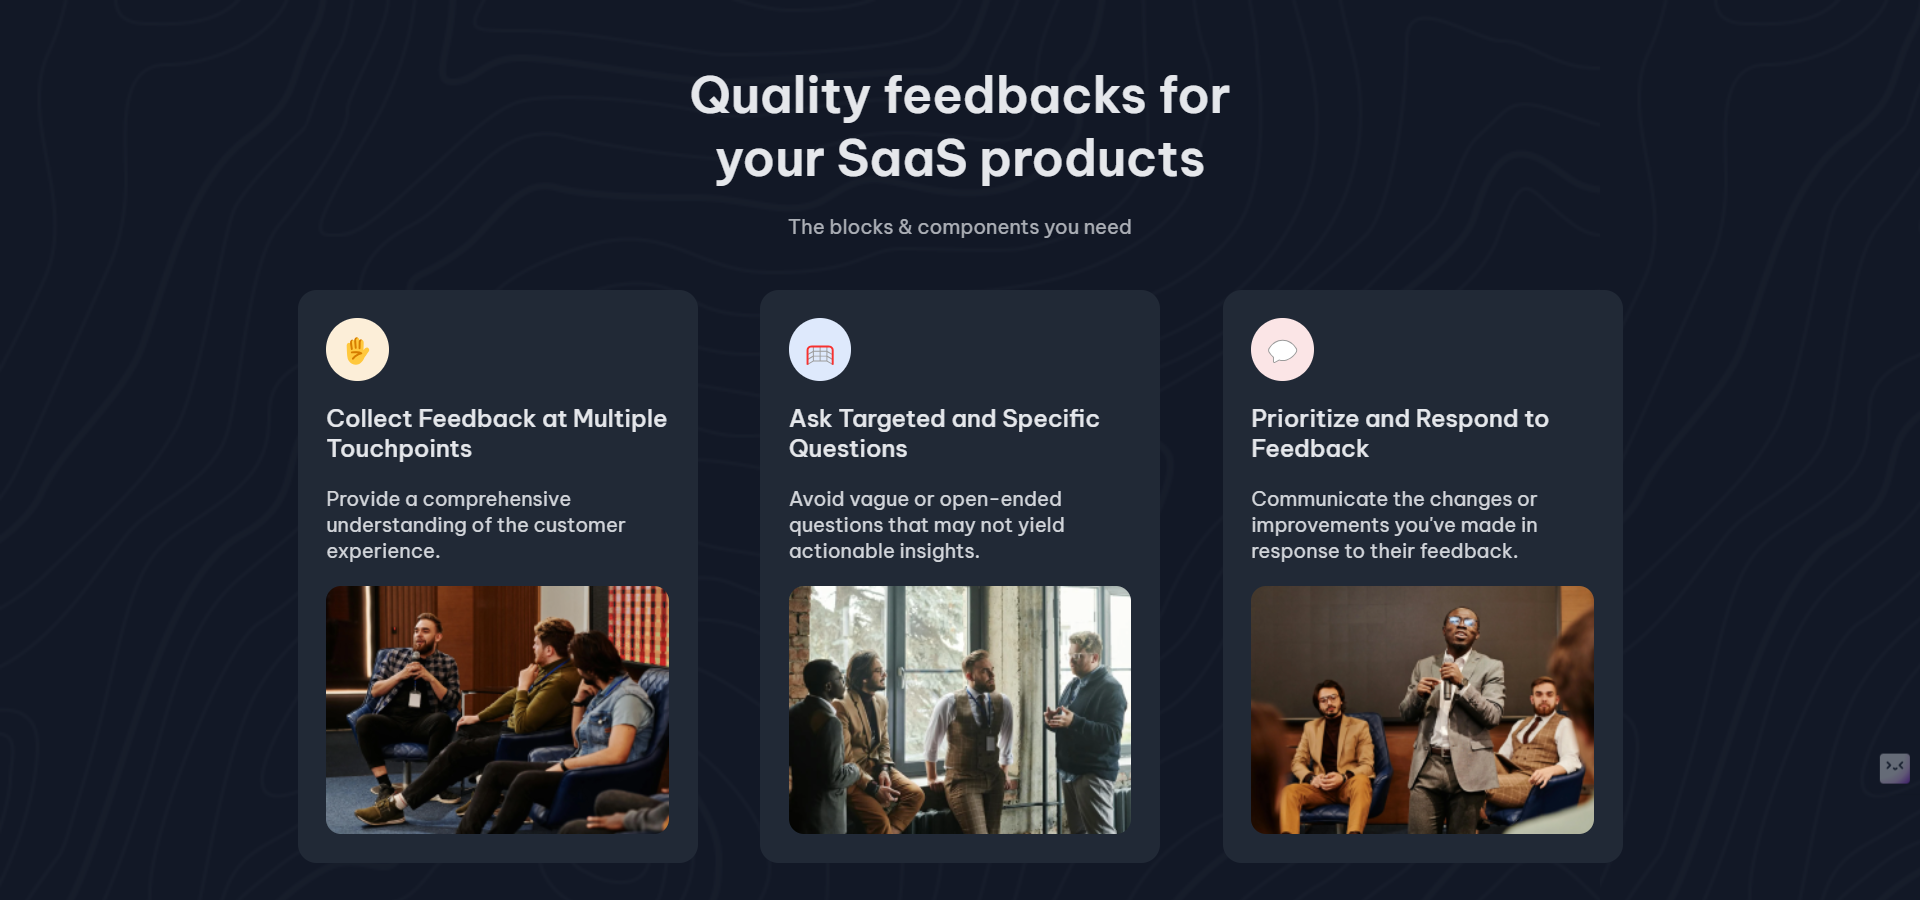 Quality feedbacks for
your SaaS products
The blocks & components you need
Collect Feedback at Multiple
Touchpoints
Provide a comprehensive
understanding of the customer
experience.
Ask Targeted and Specific
Questions
Avoid vague or open-ended
questions that may not yield
actionable insights.
Prioritize and Respond to
Feedback
Communicate the changes or
improvements you've made in
response to their feedback.